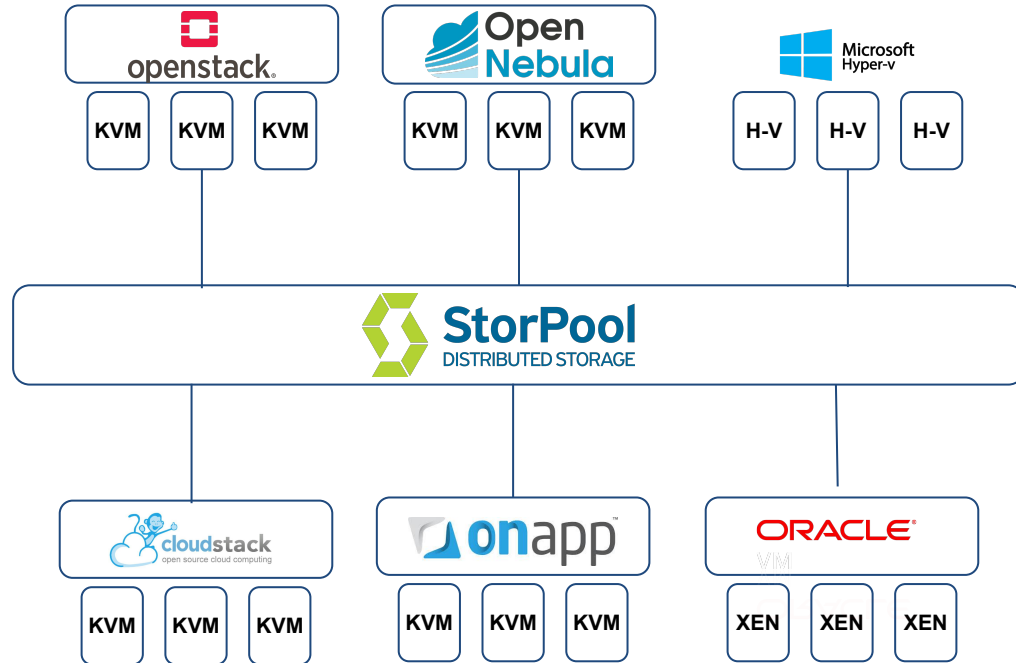 openstack.
Open
Nebula
Microsoft
Hyper-v
KVM KVM KVM
KVM KVM KVM
H-V H-V H-V
StorPool
DISTRIBUTED STORAGE
cloudstack
open source cloud computing
onapp™
ORACLE®
VM
KVM KVM KVM
KVM KVM KVM
XEN XEN XEN